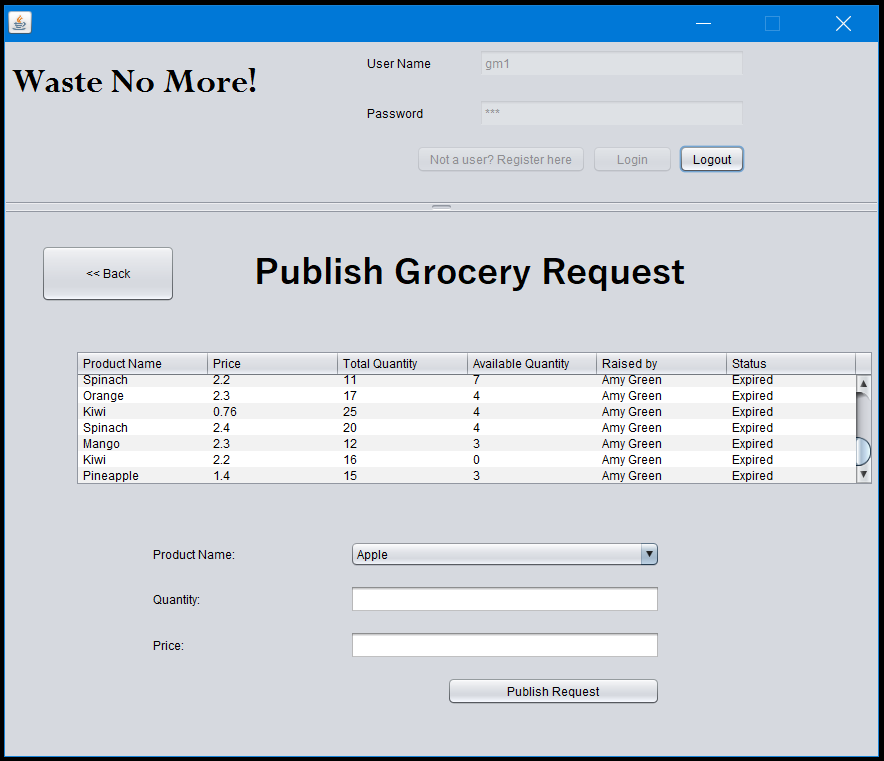 Waste No More!
User Name gm1
Password ***
Not a user? Register here Login Logout
<< Back
Publish Grocery Request
Product Name Price Total Quantity Available Quantity Raised by Status
Spinach 2.2 11 7 Amy Green Expired
Orange 2.3 17 4 Amy Green Expired
Kiwi 0.76 25 4 Amy Green Expired
Spinach 2.4 20 4 Amy Green Expired
Mango 2.3 12 3 Amy Green Expired
Kiwi 2.2 16 0 Amy Green Expired
Pineapple 1.4 15 3 Amy Green Expired
Product Name: Apple
Quantity:
Price:
Publish Request